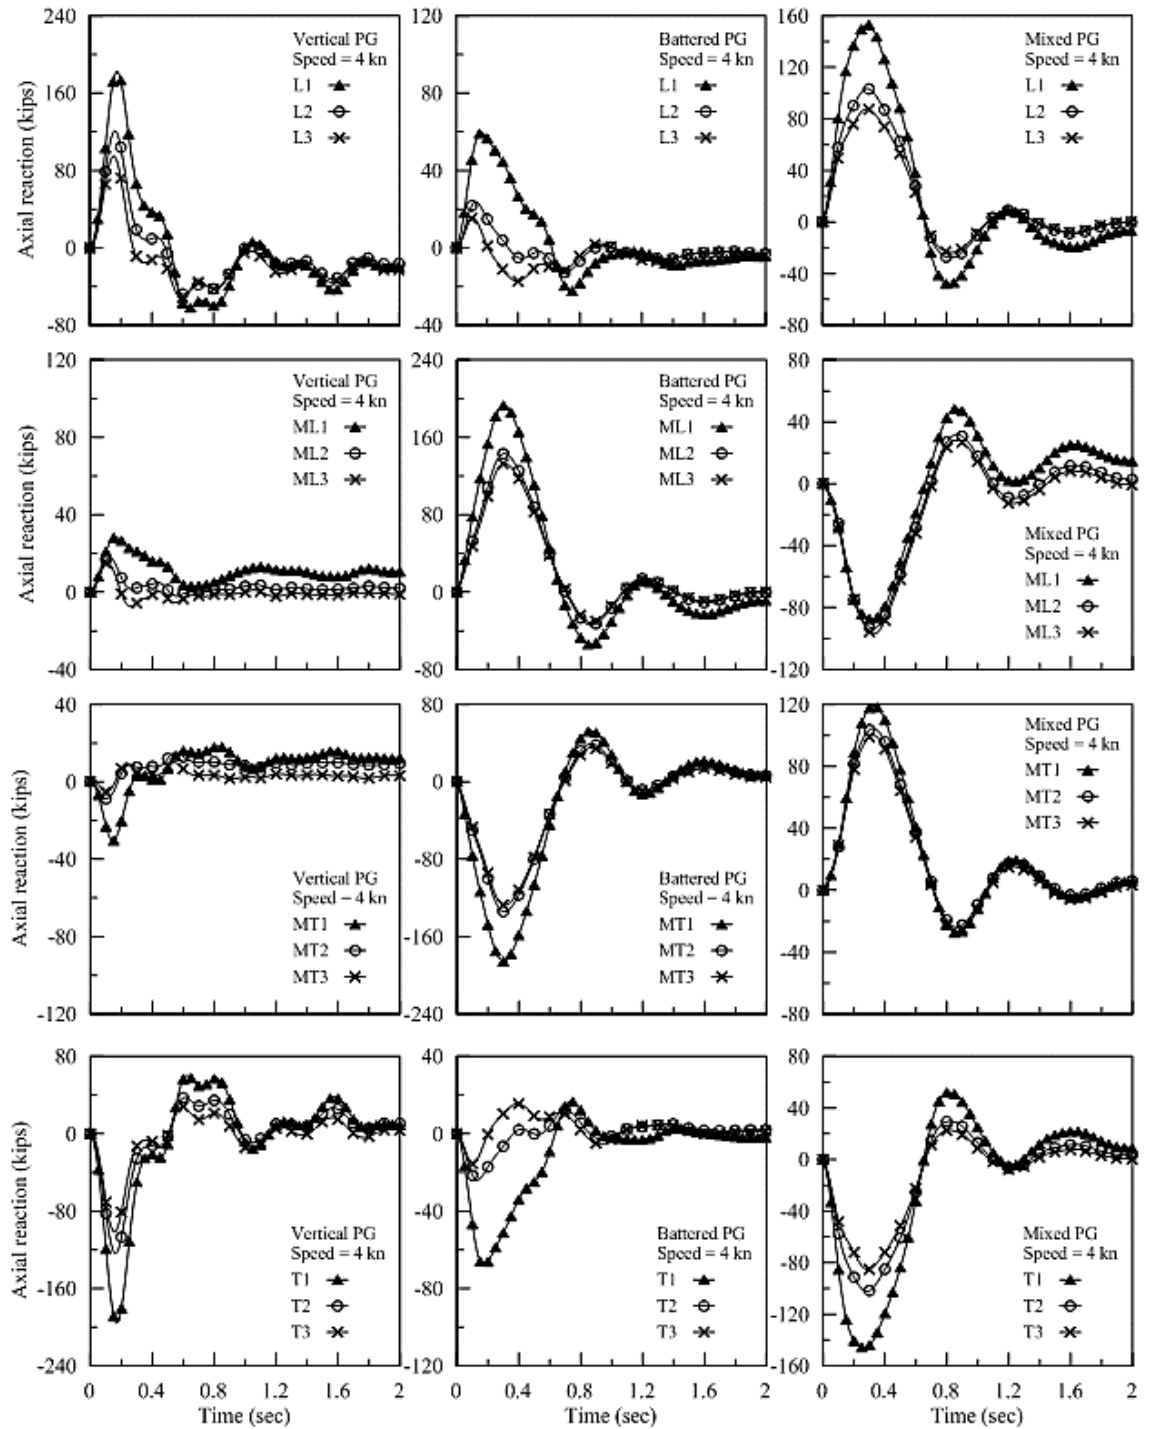 240
160
80
0
-80
Axial reaction (kips)
Vertical PG
Speed = 4 kn
L1
L2
L3
120
80
40
0
-40
Battered PG
Speed = 4 kn
L1
L2
L3
160
120
80
40
0
-40
-80
Mixed PG
Speed = 4 kn
L1
L2
L3
120
80
40
0
-40
Axial reaction (kips)
Vertical PG
Speed = 4 kn
ML1
ML2
ML3
240
160
80
0
-80
Battered PG
Speed = 4 kn
ML1
ML2
ML3
80
40
0
-40
-80
-120
Mixed PG
Speed = 4 kn
ML1
ML2
ML3
40
0
-40
-80
-120
Axial reaction (kips)
Vertical PG
Speed = 4 kn
MT1
MT2
MT3
80
0
-80
-160
-240
Battered PG
Speed = 4 kn
MT1
MT2
MT3
120
80
40
0
-40
-80
Mixed PG
Speed = 4 kn
MT1
MT2
MT3
80
0
-80
-160
-240
Axial reaction (kips)
Vertical PG
Speed = 4 kn
T1
T2
T3
0 0.4 0.8 1.2 1.6 2
Time (sec)
40
0
-40
-80
-120
Battered PG
Speed = 4 kn
T1
T2
T3
0 0.4 0.8 1.2 1.6 2
Time (sec)
80
40
0
-40
-80
-120
-160
Mixed PG
Speed = 4 kn
T1
T2
T3
0 0.4 0.8 1.2 1.6 2
Time (sec)